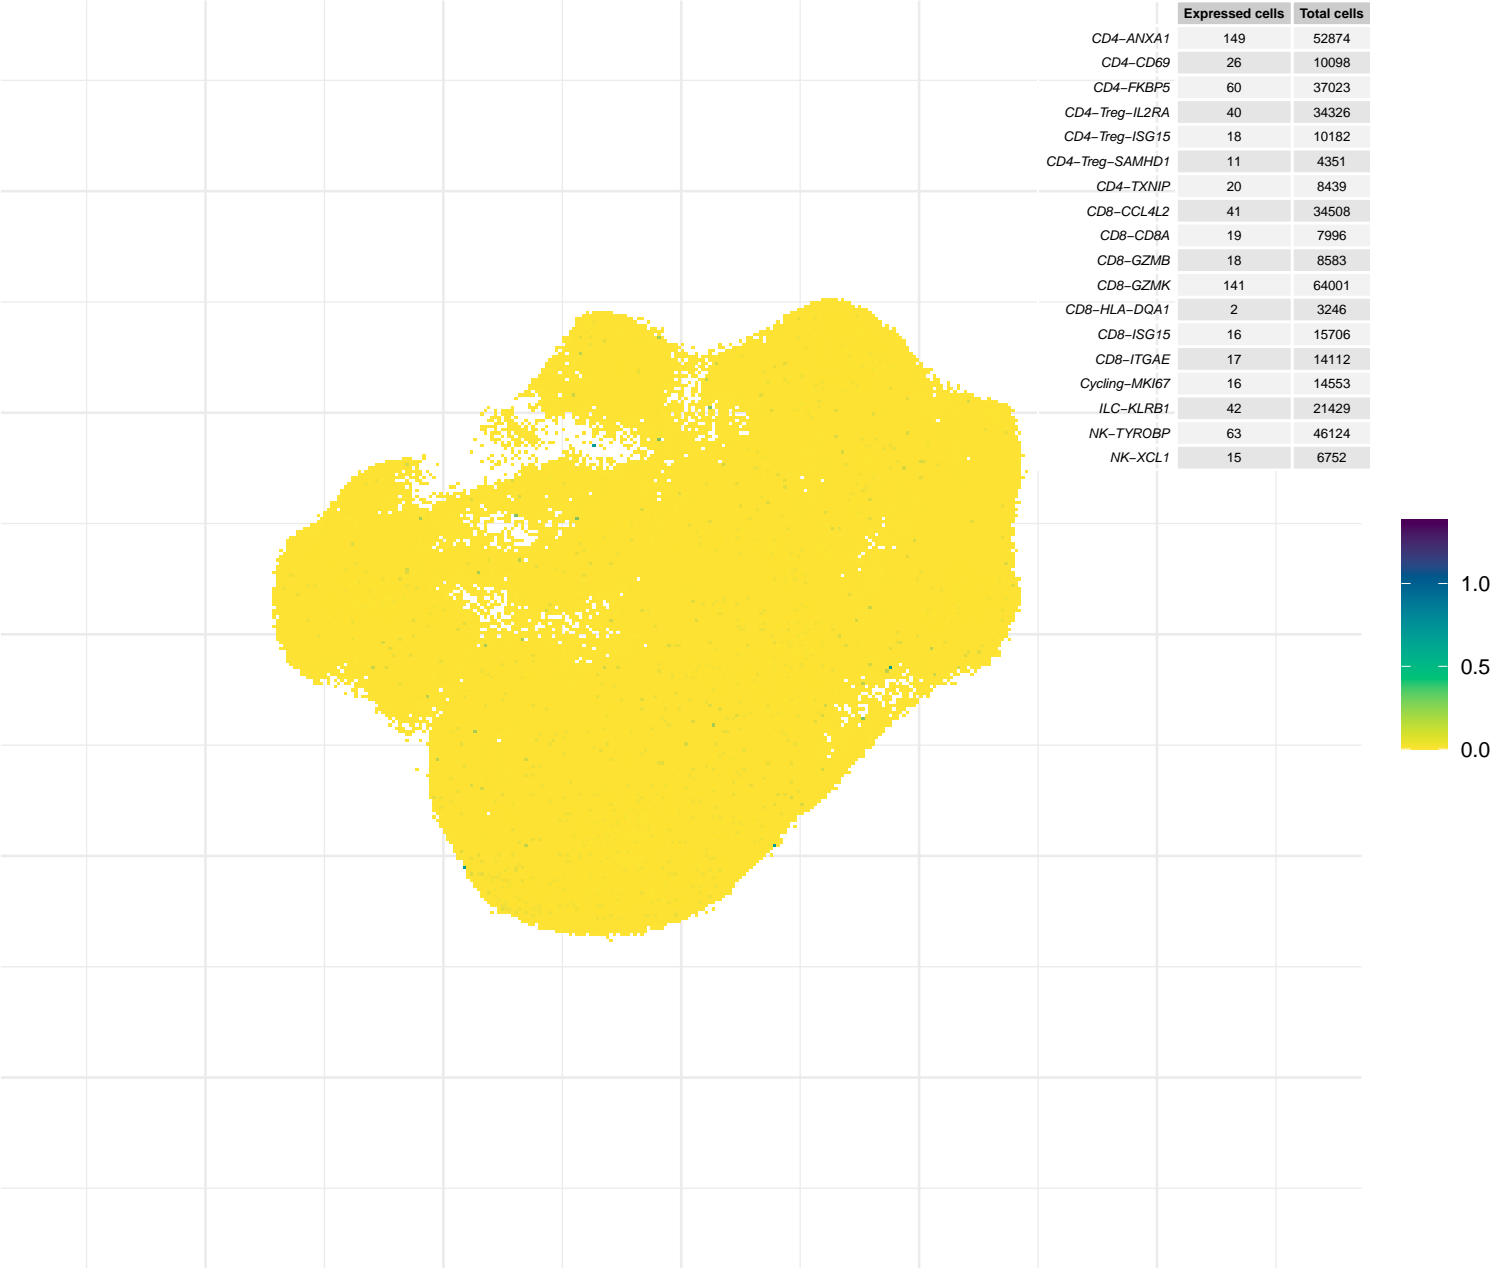 Expressed cells Total cells
CD4−ANXA1 149 52874
CD4−CD69 26 10098
CD4−FKBP5 60 37023
CD4−Treg−IL2RA 40 34326
CD4−Treg−ISG15 18 10182
CD4−Treg−SAMHD1 11 4351
CD4−TXNIP 20 8439
CD8−CCL4L2 41 34508
CD8−CD8A 19 7996
CD8−GZMB 18 8583
CD8−GZMK 141 64001
CD8−HLA−DQA1 2 3246
CD8−ISG15 16 15706
CD8−ITGAE 17 14112
Cycling−MKI67 16 14553
ILC−KLRB1 42 21429
NK−TYROBP 63 46124
NK−XCL1 15 6752
1.0
0.5
0.0